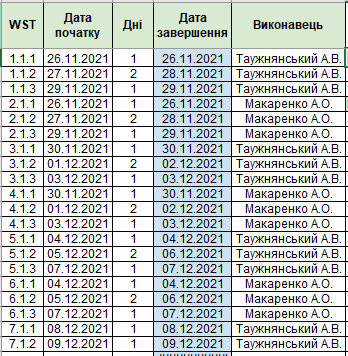 WST Дата початку Дні Дата завершення Виконавець
1.1.1 26.11.2021 1 26.11.2021 Таужнянський А.В.
1.1.2 27.11.2021 2 28.11.2021 Таужнянський А.В.
1.1.3 29.11.2021 1 29.11.2021 Таужнянський А.В.
2.1.1 26.11.2021 1 26.11.2021 Макаренко А.О.
2.1.2 27.11.2021 2 28.11.2021 Макаренко А.О.
2.1.3 29.11.2021 1 29.11.2021 Макаренко А.О.
3.1.1 30.11.2021 1 30.11.2021 Таужнянський А.В.
3.1.2 01.12.2021 2 02.12.2021 Таужнянський А.В.
3.1.3 03.12.2021 1 03.12.2021 Таужнянський А.В.
4.1.1 30.11.2021 1 30.11.2021 Макаренко А.О.
4.1.2 01.12.2021 2 02.12.2021 Макаренко А.О.
4.1.3 03.12.2021 1 03.12.2021 Макаренко А.О.
5.1.1 04.12.2021 1 04.12.2021 Таужнянський А.В.
5.1.2 05.12.2021 2 06.12.2021 Таужнянський А.В.
5.1.3 07.12.2021 1 07.12.2021 Таужнянський А.В.
6.1.1 04.12.2021 1 04.12.2021 Макаренко А.О.
6.1.2 05.12.2021 2 06.12.2021 Макаренко А.О.
6.1.3 07.12.2021 1 07.12.2021 Макаренко А.О.
7.1.1 08.12.2021 1 08.12.2021 Таужнянський А.В.
7.1.2 09.12.2021 1 09.12.2021 Таужнянський А.В.